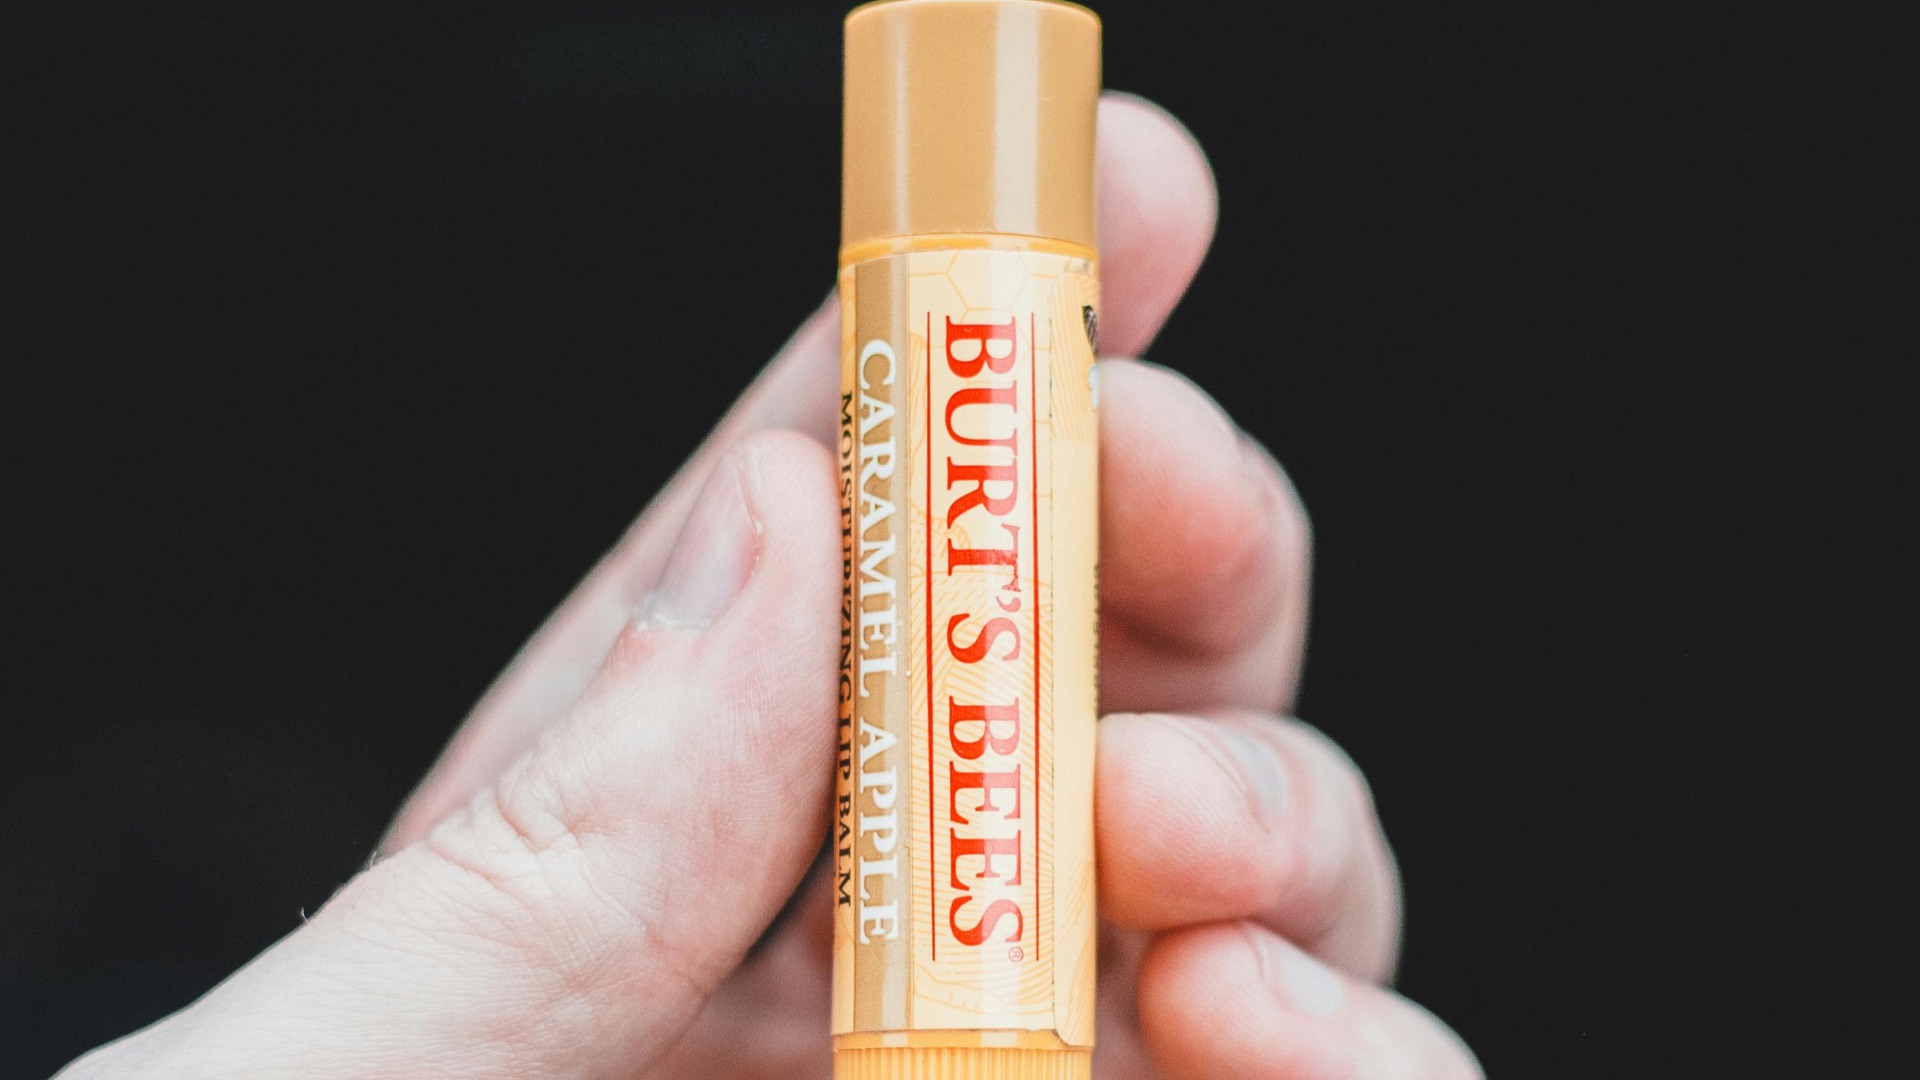 BURT'S BEES®
CARAMEL APPLE
MOISTURIZING LIP BALM